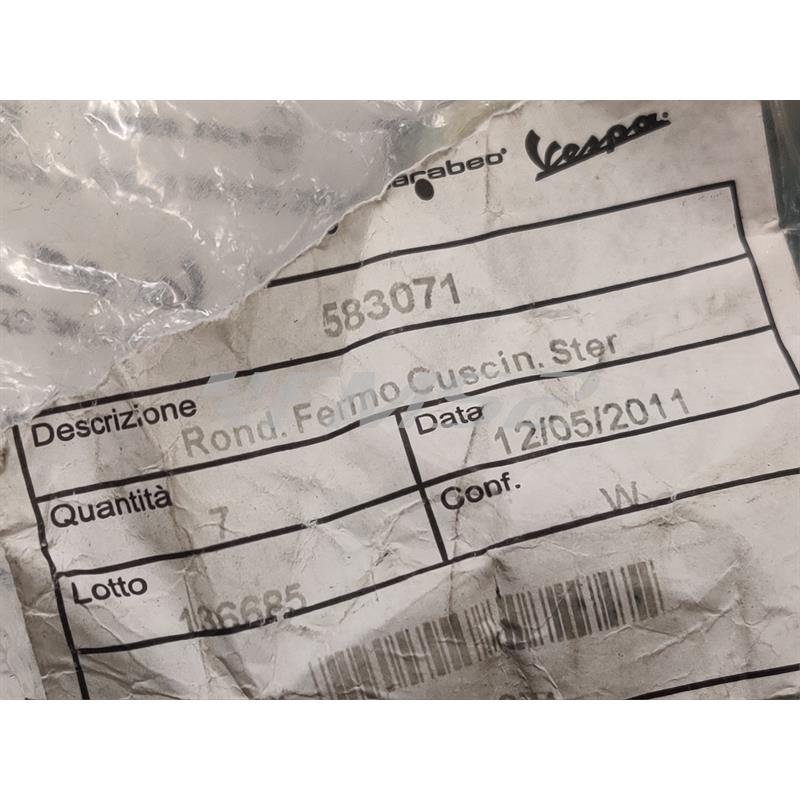 arabeo Vespa
583071
Descrizione
Rond. Fermo Cuscin. Ster
Quantità 7
Data 12/05/2011
Lotto 136685
Conf. W